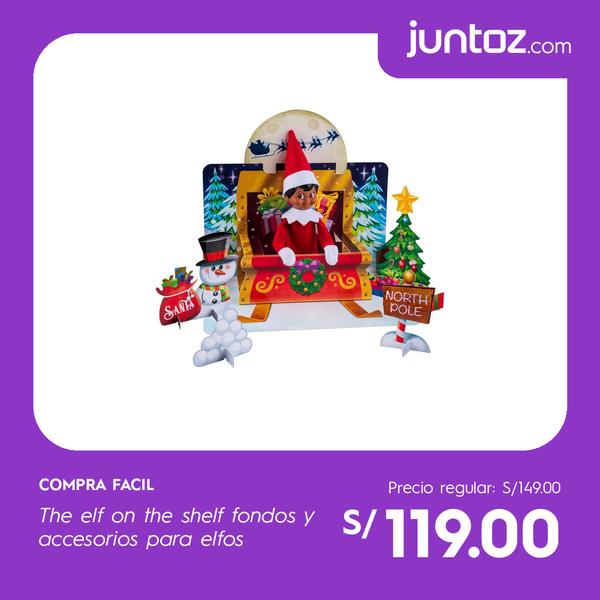 juntoz.com
SANTA
NORTH
POLE
COMPRA FACIL
The elf on the shelf fondos y
accesorios para elfos
Precio regular: S/149.00
S/119.00